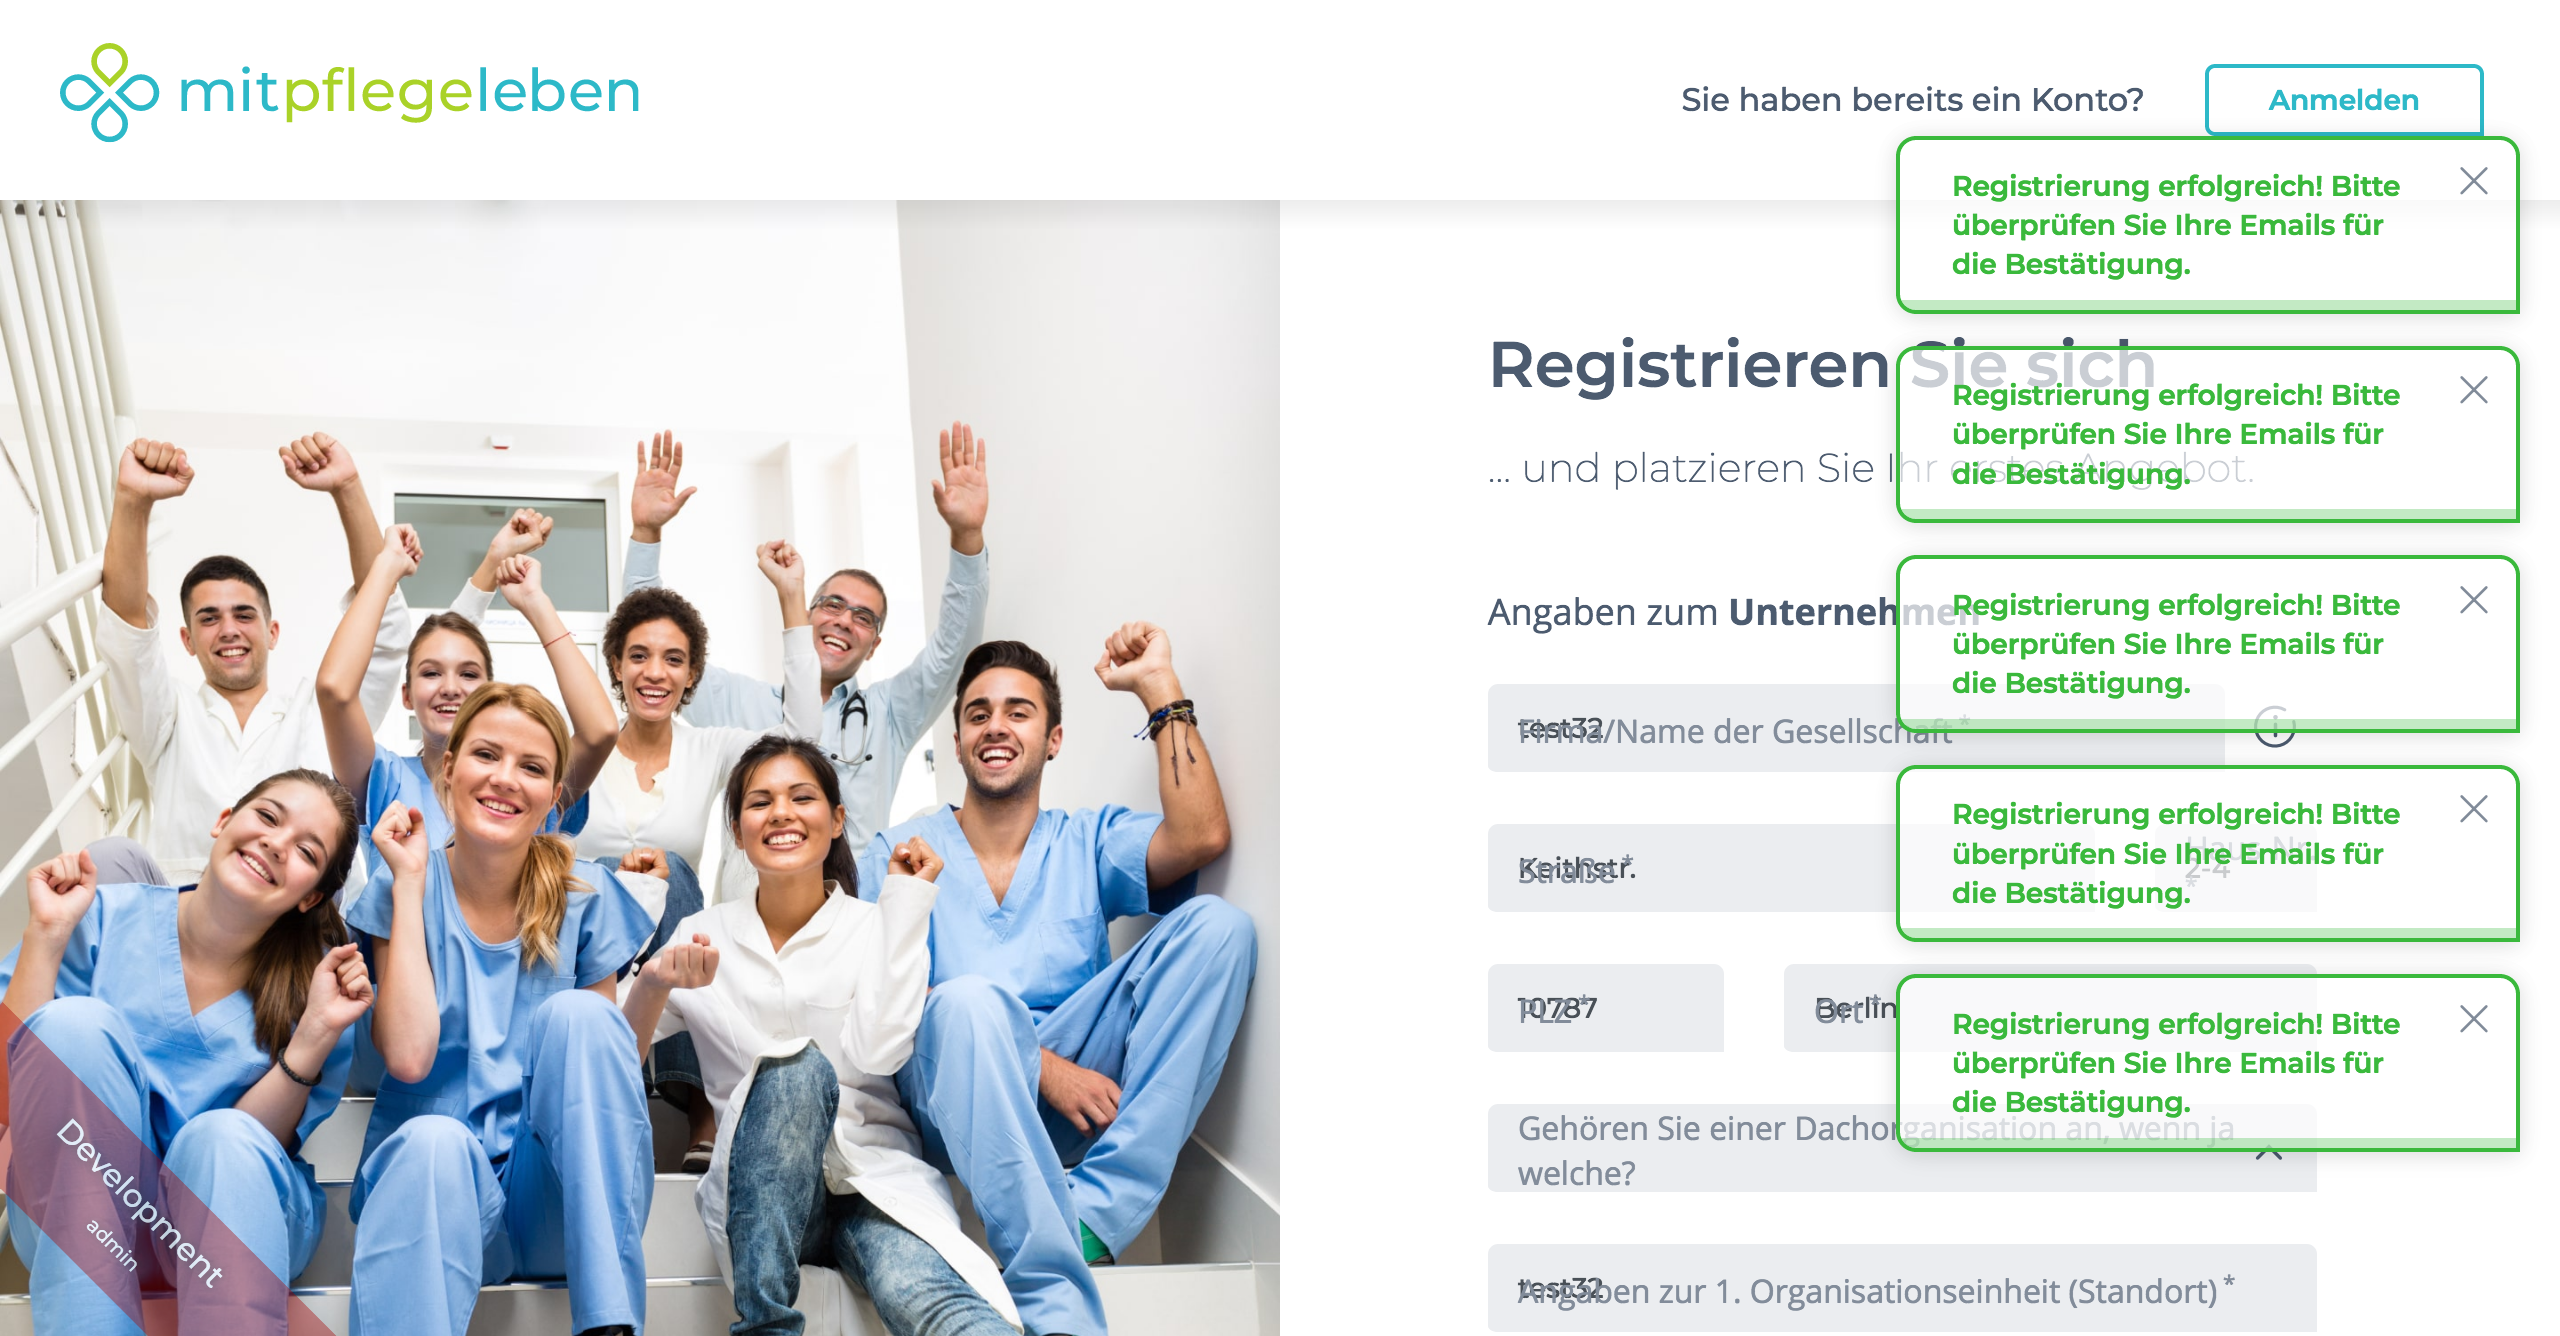 mitpflegeleben
Sie haben bereits ein Konto?
Anmelden
Registrierung erfolgreich! Bitte
überprüfen Sie Ihre Emails für
die Bestätigung.
Registrieren Sie sich
Registrierung erfolgreich! Bitte
überprüfen Sie Ihre Emails für
die Bestätigung.
... und platzieren Sie Ihr erstes Angebot.
Registrierung erfolgreich! Bitte
überprüfen Sie Ihre Emails für
die Bestätigung.
Angaben zum Unternehmen
test32
Firma/Name der Gesellschaft *
Registrierung erfolgreich! Bitte
überprüfen Sie Ihre Emails für
die Bestätigung.
Keithstr.
Straße *
Haus-Nr.
*
2-4
10787
PLZ *
Berlin
Ort *
Registrierung erfolgreich! Bitte
überprüfen Sie Ihre Emails für
die Bestätigung.
Gehören Sie einer Dachorganisation an, wenn ja
welche?
test32
Angaben zur 1. Organisationseinheit (Standort) *
Development
admin